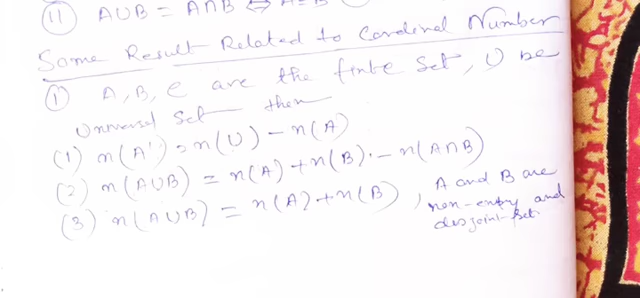 (11) A∪B = A∩B ⇔ A=B
Some Result Related to Cardinal Number
(1) A, B, C are the finite Set, U be
Universal Set then
(1) n(A') = n(U) - n(A)
(2) n(A∪B) = n(A) + n(B) - n(A∩B)
(3) n(A∪B) = n(A) + n(B), A and B are
non-empty and
disjoint Set.